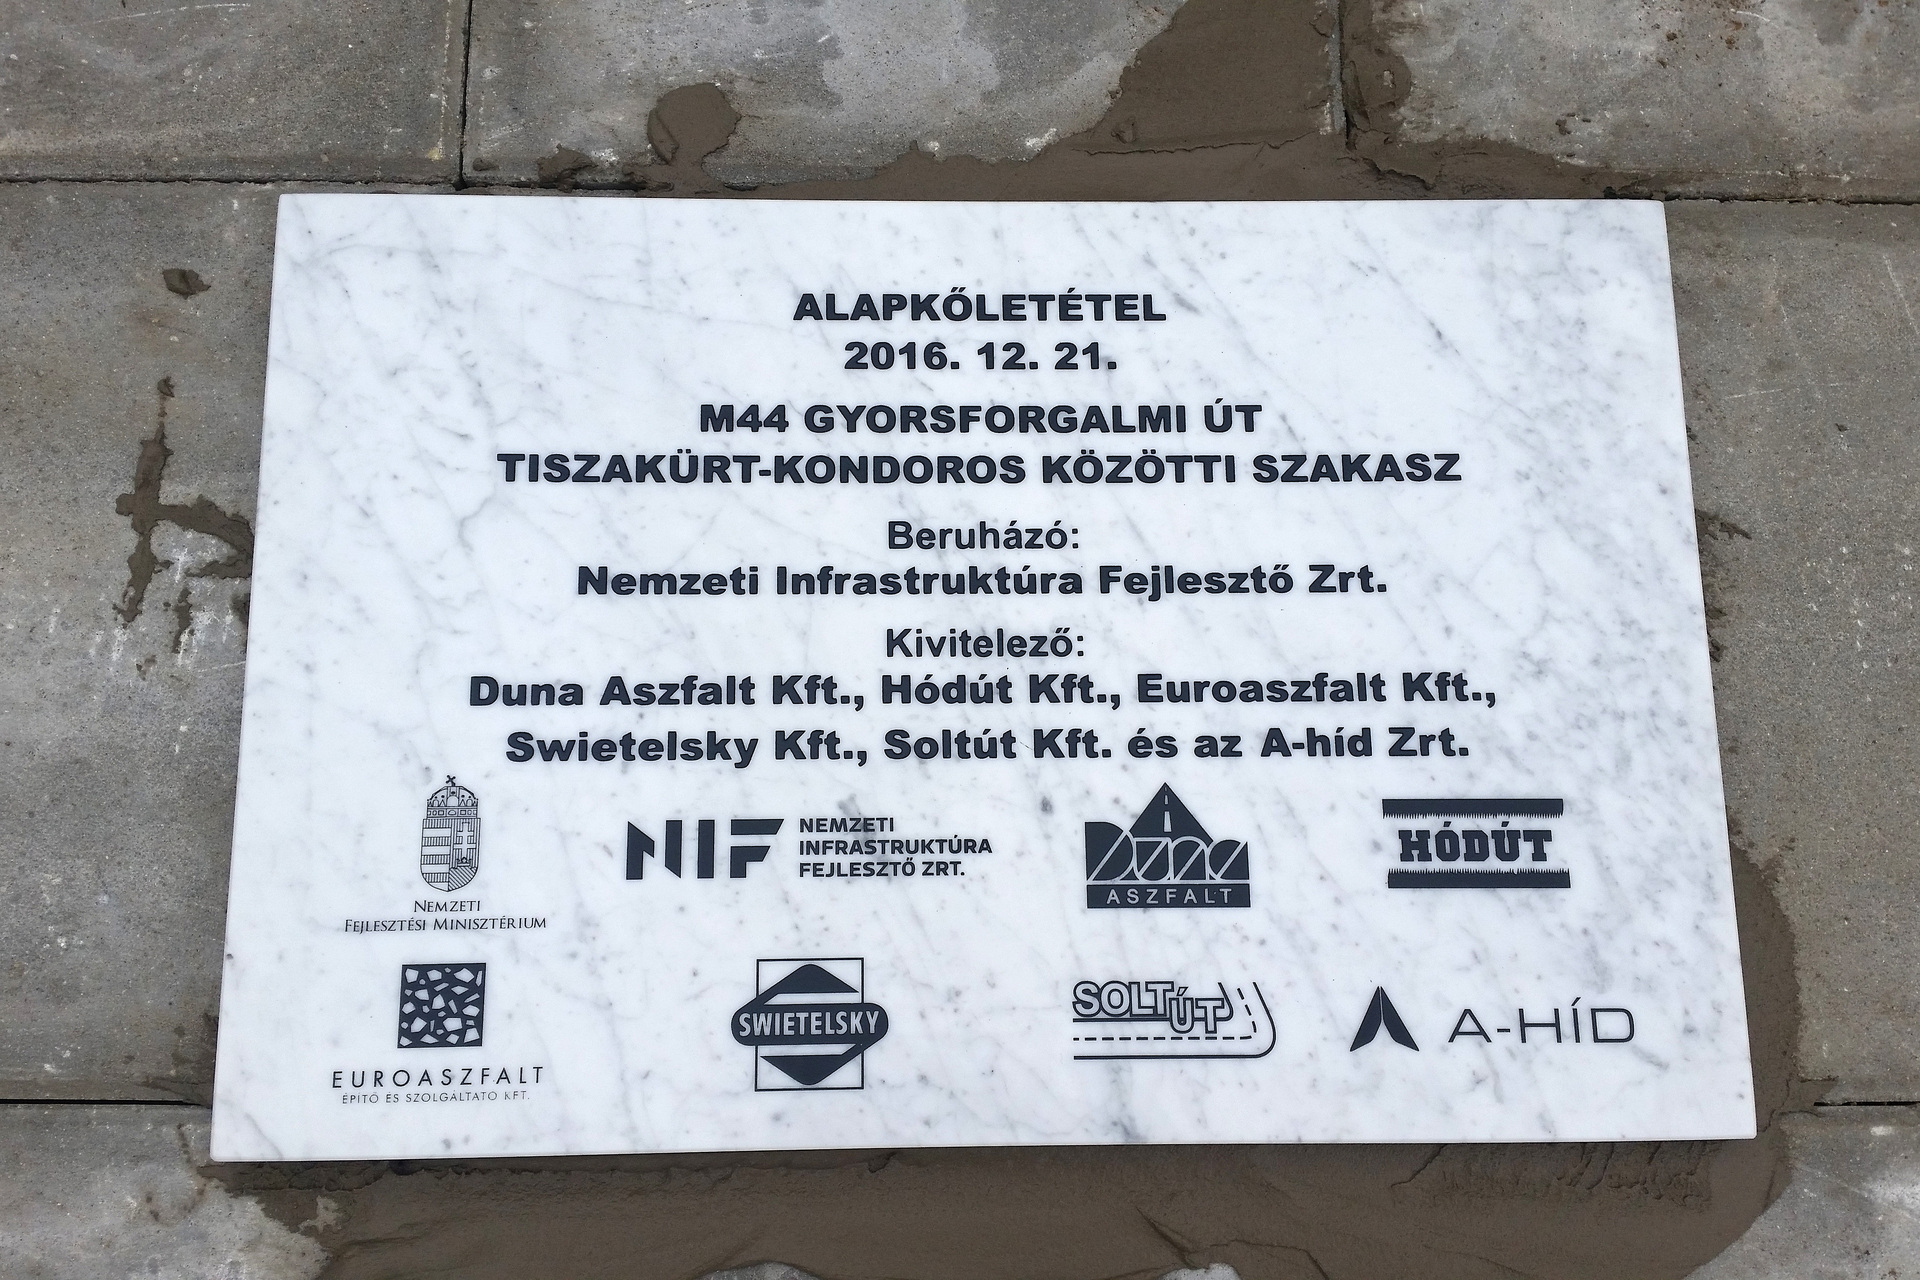 ALAPKŐLETÉTEL
2016. 12. 21.
M44 GYORSFORGALMI ÚT
TISZAKÜRT-KONDOROS KÖZÖTTI SZAKASZ
Beruházó:
Nemzeti Infrastruktúra Fejlesztő Zrt.
Kivitelező:
Duna Aszfalt Kft., Hódút Kft., Euroaszfalt Kft.,
Swietelsky Kft., Soltút Kft. és az A-híd Zrt.
NEMZETI
FEJLESZTÉSI MINISZTÉRIUM
NIF
NEMZETI
INFRASTRUKTÚRA
FEJLESZTŐ ZRT.
Duna
ASZFALT
HÓDÚT
EUROASZFALT
ÉPÍTŐ ÉS SZOLGÁLTATÓ KFT.
SWIETELSKY
SOLTÚT
A-HÍD